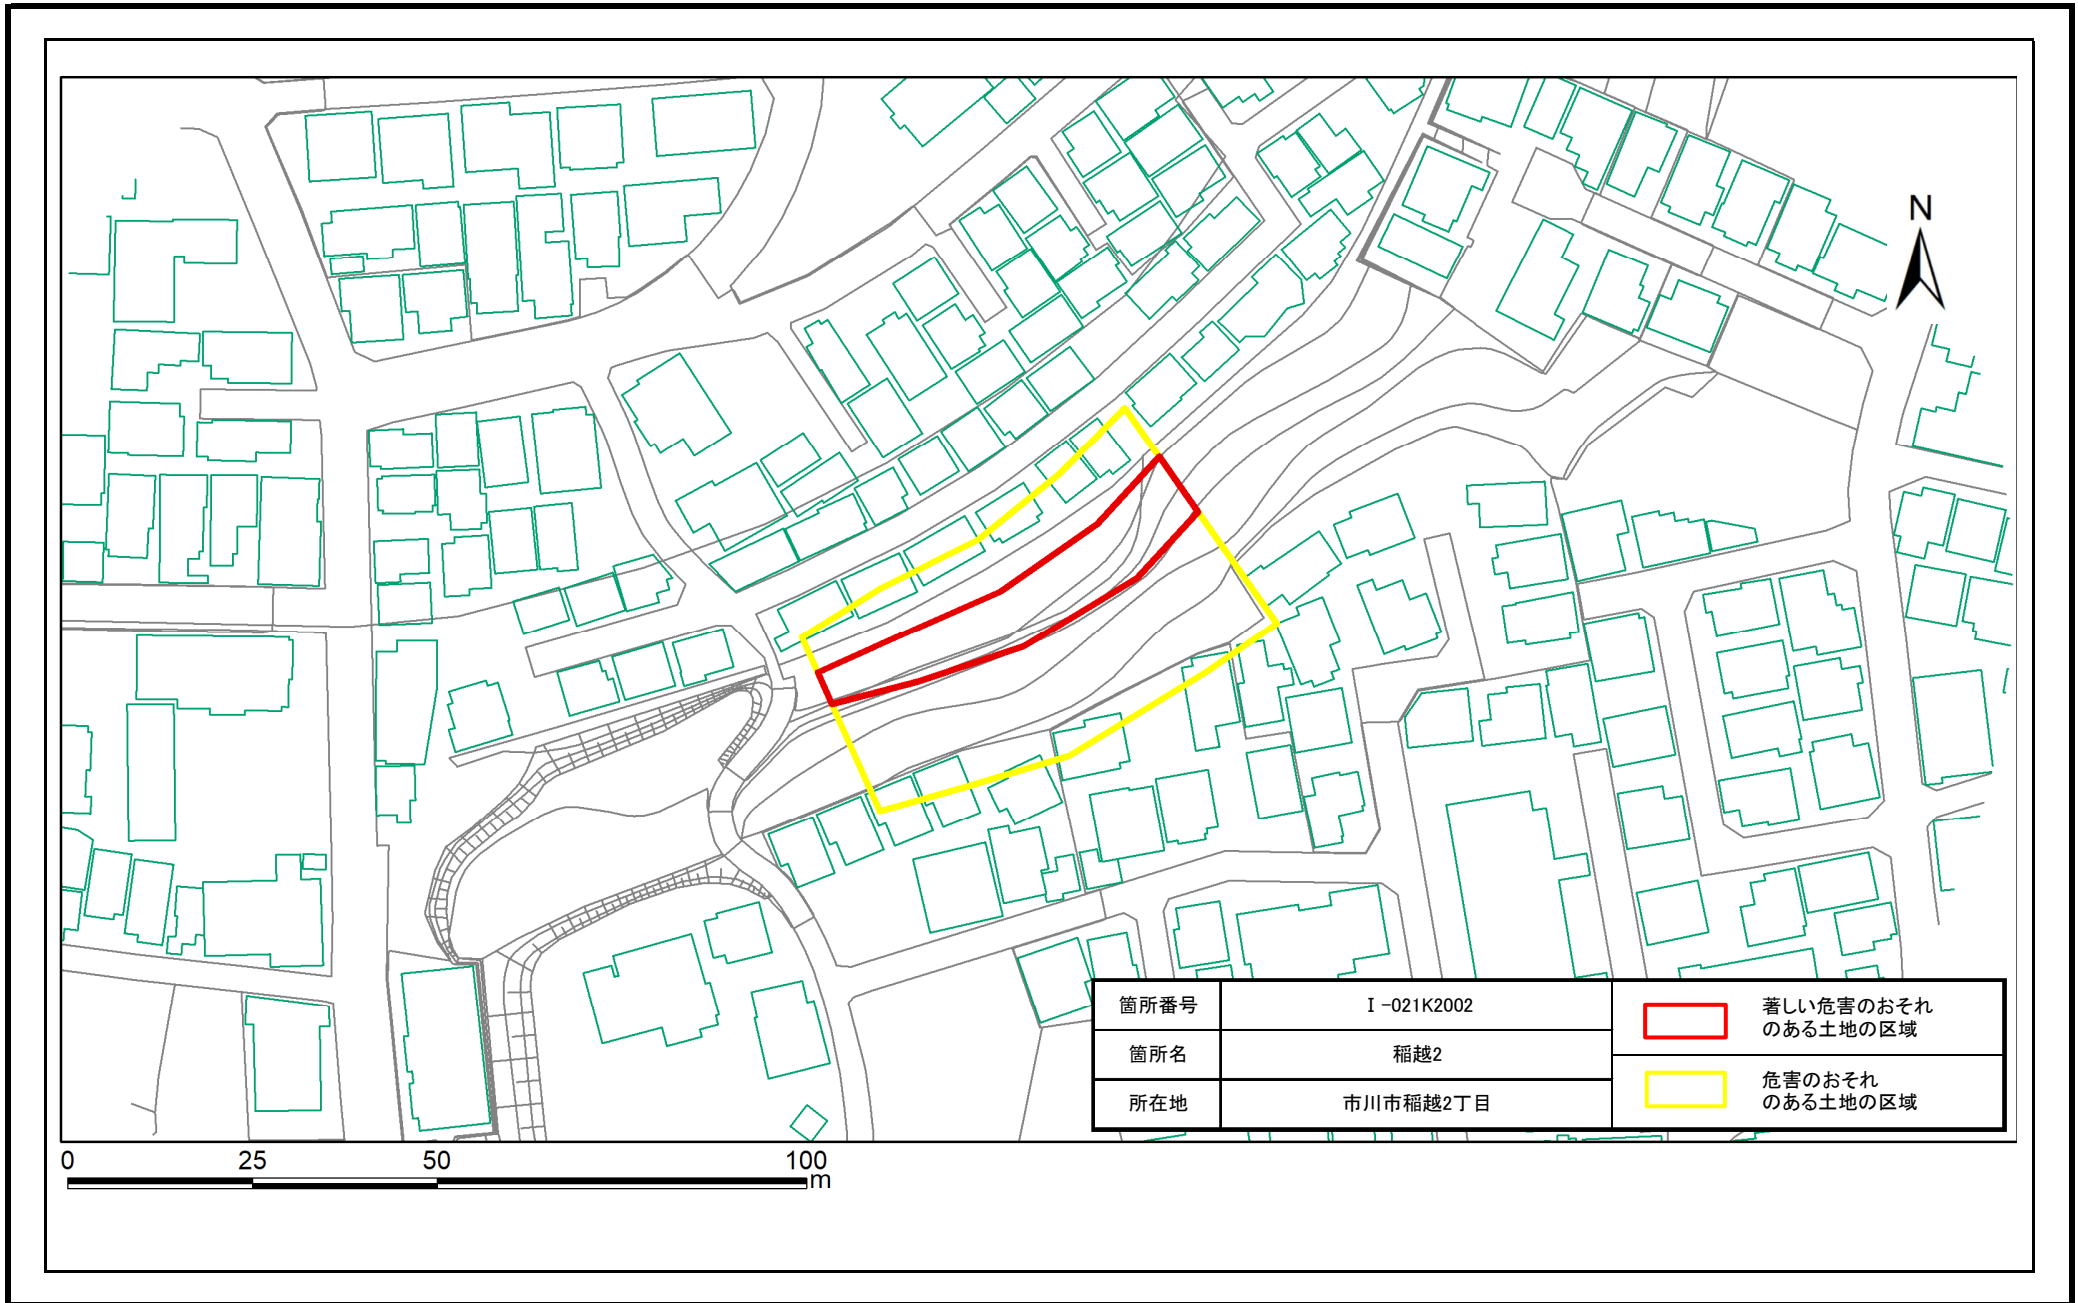 N
箇所番号 Ⅰ-021K2002
箇所名 稲越2
所在地 市川市稲越2丁目
著しい危害のおそれ
のある土地の区域
危害のおそれ
のある土地の区域
0 25 50 100
m